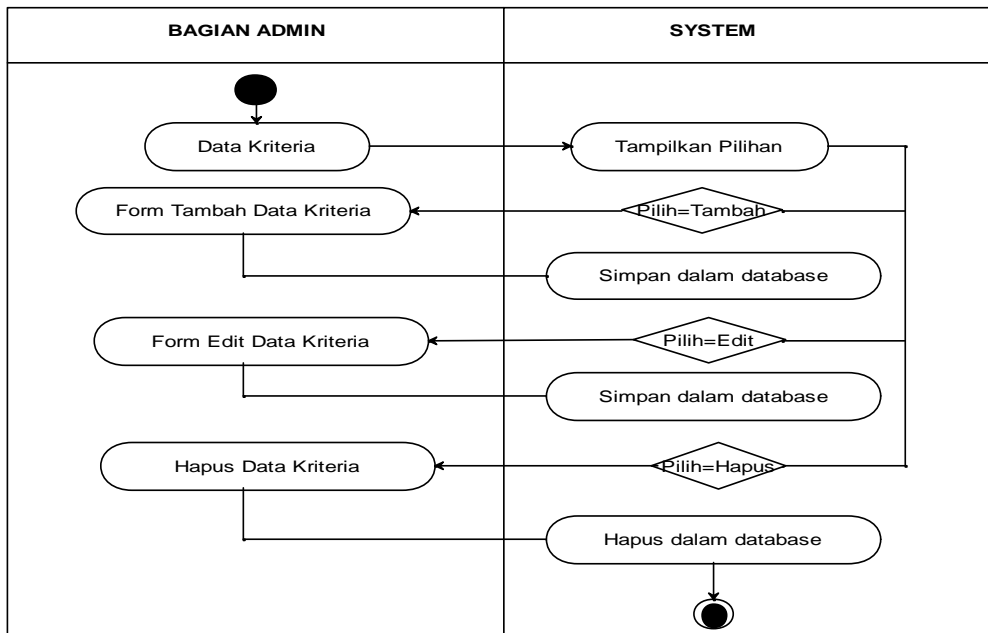 BAGIAN ADMIN
SYSTEM
Data Kriteria
Tampilkan Pilihan
Form Tambah Data Kriteria
Pilih=Tambah
Simpan dalam database
Form Edit Data Kriteria
Pilih=Edit
Simpan dalam database
Hapus Data Kriteria
Pilih=Hapus
Hapus dalam database